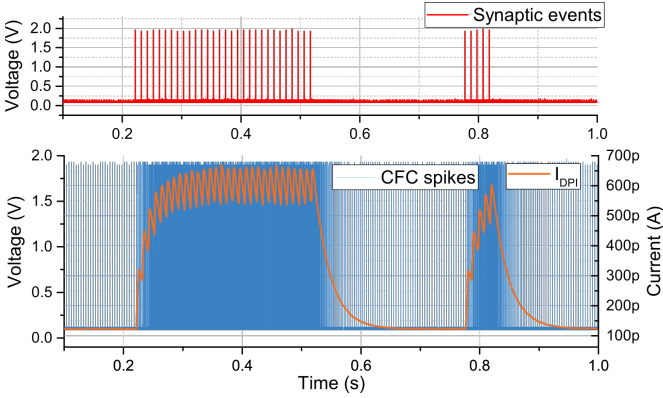 Synaptic events
Voltage (V)
2.0
1.5
1.0
0.5
0.0
0.2
0.4
0.6
0.8
1.0
CFC spikes
I_DPI
Voltage (V)
2.0
1.5
1.0
0.5
0.0
700p
600p
500p
400p
300p
200p
100p
Current (A)
0.2
0.4
0.6
0.8
1.0
Time (s)